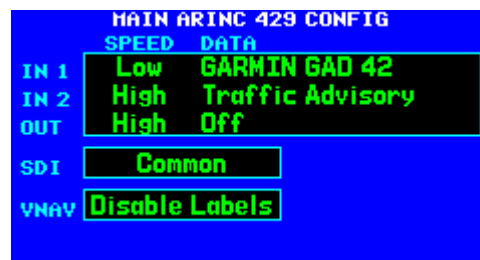 MAIN ARINC 429 CONFIG
SPEED DATA
IN 1 Low GARMIN GAD 42
IN 2 High Traffic Advisory
OUT High Off
SDI Common
VNAV Disable Labels